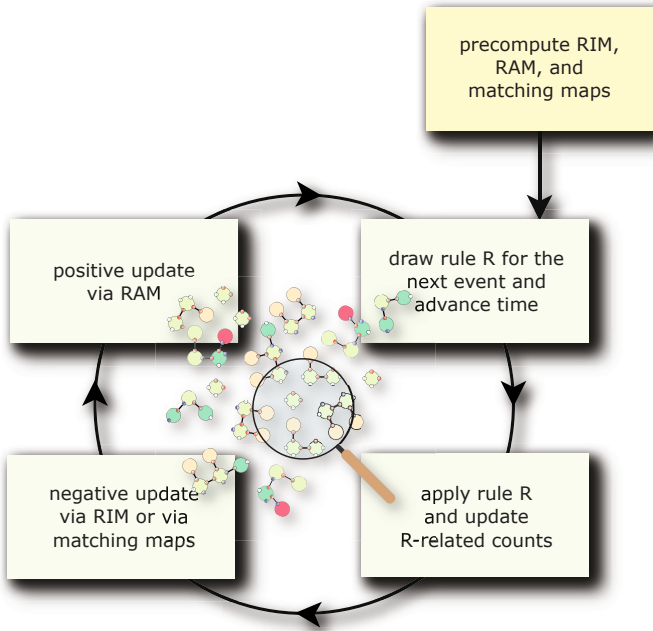 precompute RIM,
RAM, and
matching maps
positive update
via RAM
draw rule R for the
next event and
advance time
negative update
via RIM or via
matching maps
apply rule R
and update
R-related counts